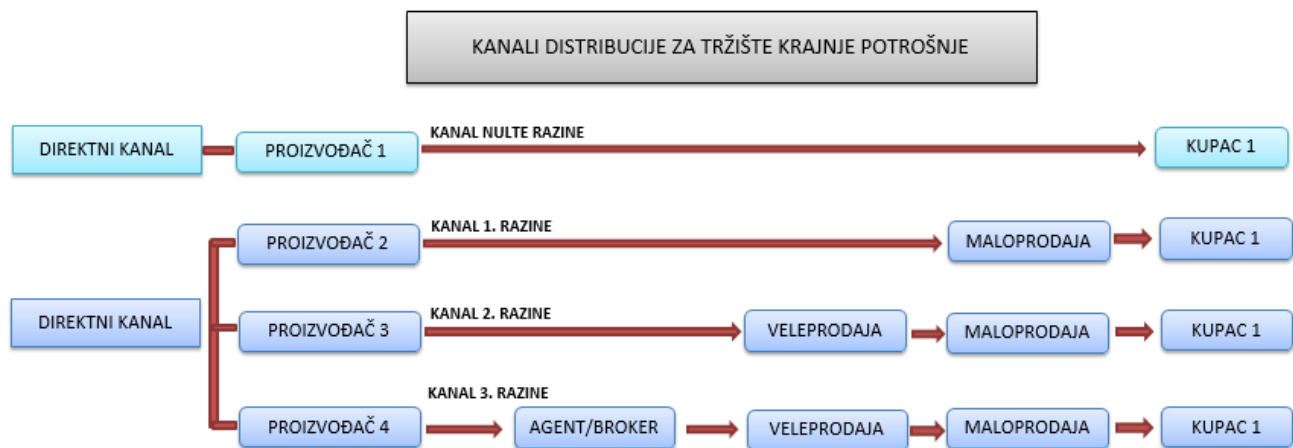 KANALI DISTRIBUCIJE ZA TRŽIŠTE KRAJNJE POTROŠNJE
KANAL NULTE RAZINE
DIREKTNI KANAL
PROIZVOĐAČ 1
KUPAC 1
KANAL 1. RAZINE
PROIZVOĐAČ 2
MALOPRODAJA
KUPAC 1
DIREKTNI KANAL
KANAL 2. RAZINE
PROIZVOĐAČ 3
VELEPRODAJA
MALOPRODAJA
KUPAC 1
KANAL 3. RAZINE
PROIZVOĐAČ 4
AGENT/BROKER
VELEPRODAJA
MALOPRODAJA
KUPAC 1